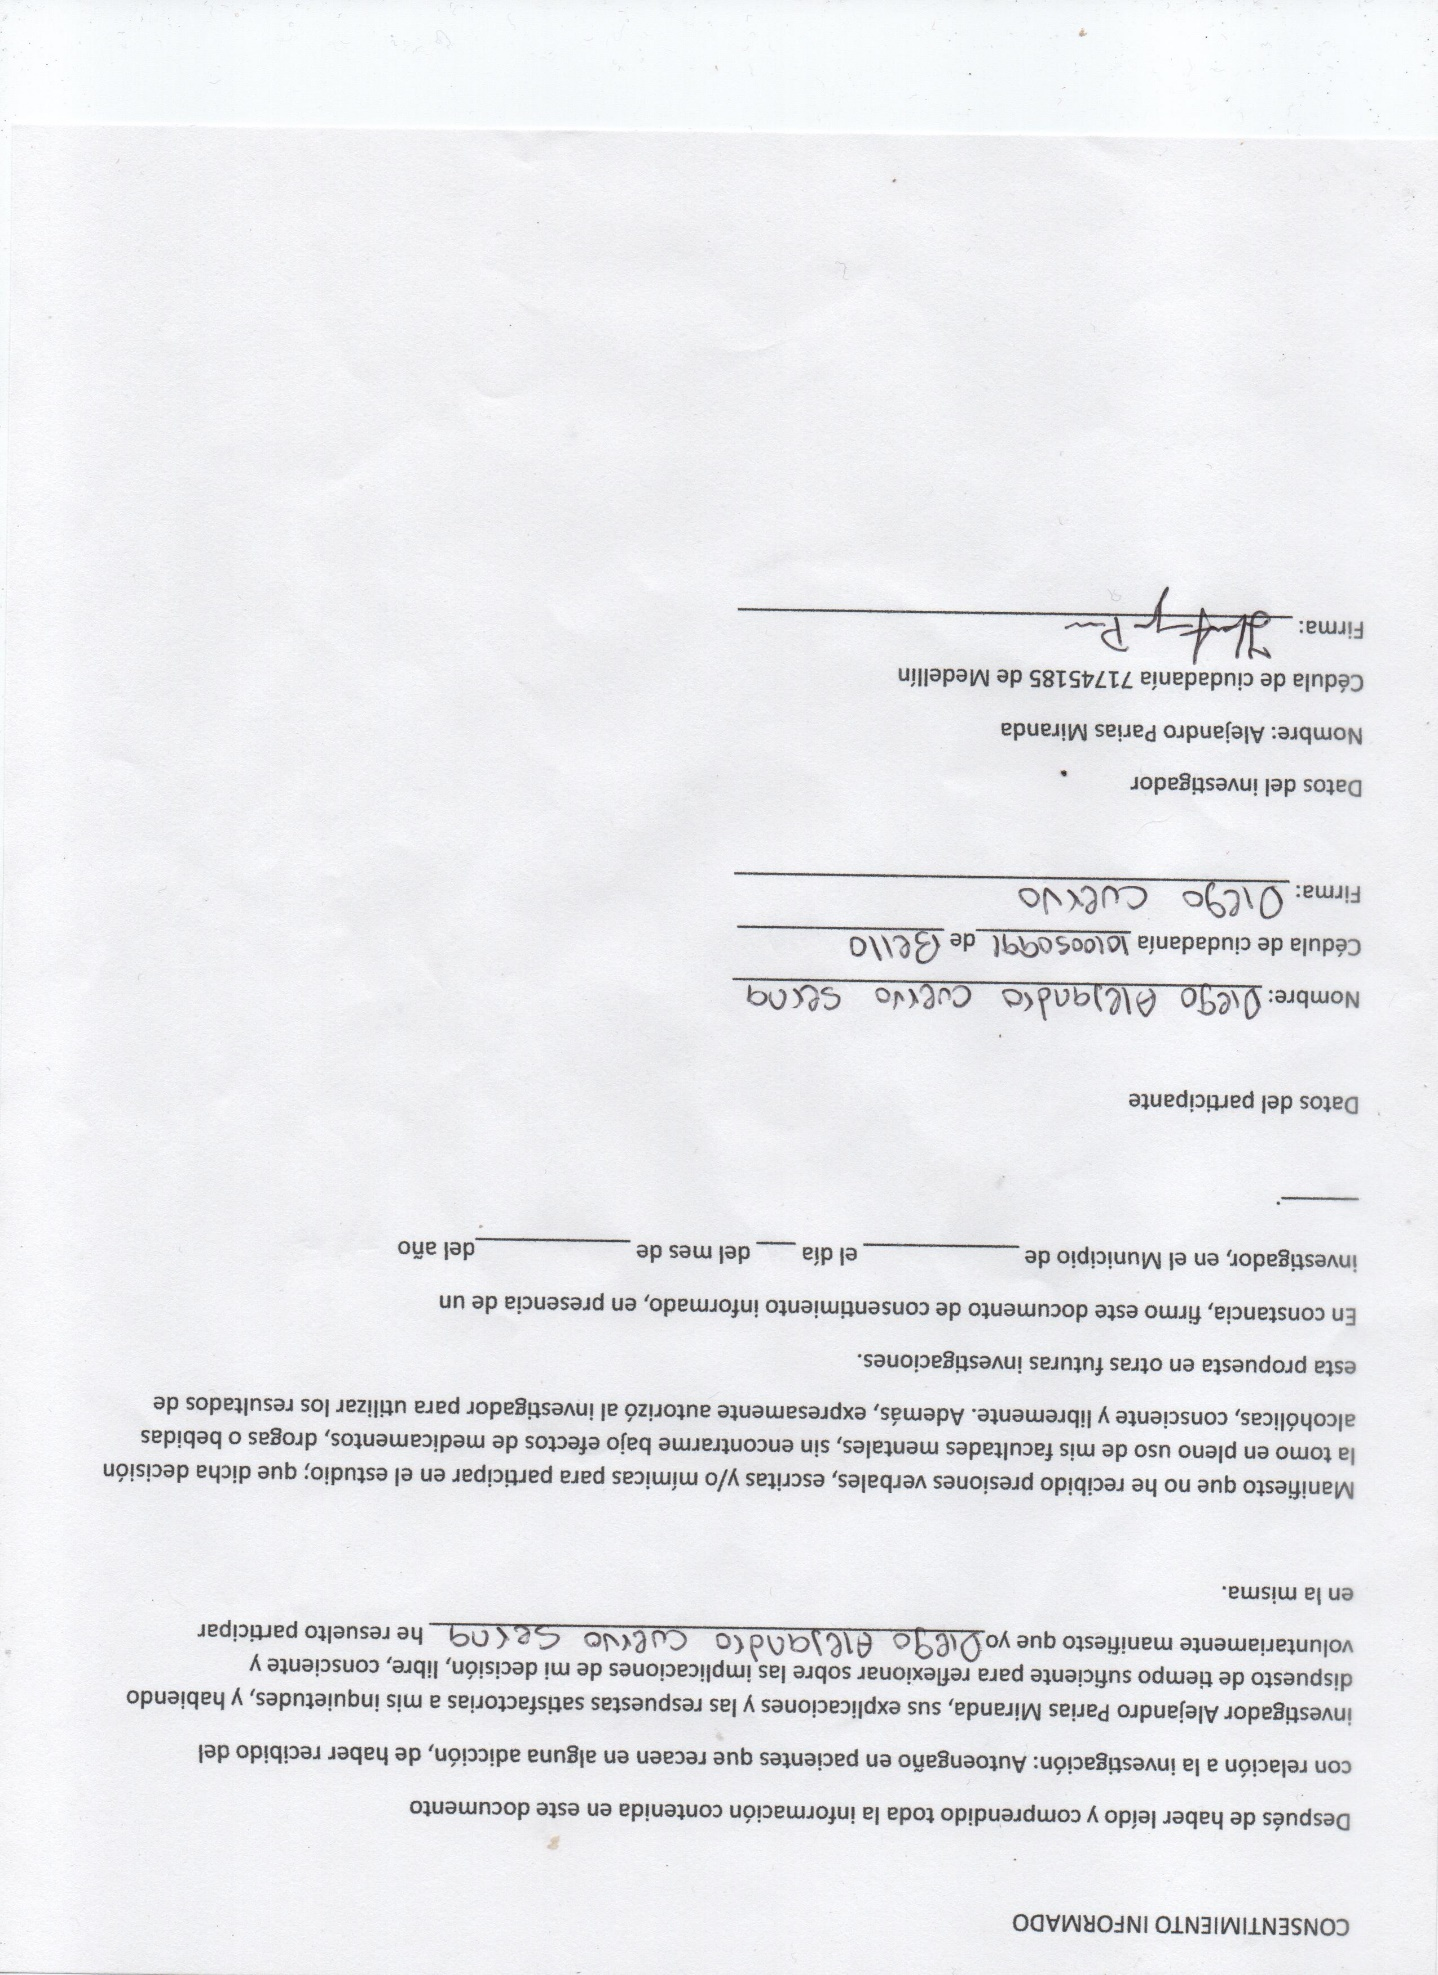 CONSENTIMIENTO INFORMADO
Después de haber leído y comprendido toda la información contenida en este documento
con relación a la investigación: Autoengaño en pacientes que recaen en alguna adicción, de haber recibido del
investigador Alejandro Parias Miranda, sus explicaciones y las respuestas satisfactorias a mis inquietudes, y habiendo
dispuesto de tiempo suficiente para reflexionar sobre las implicaciones de mi decisión, libre, consciente y
voluntariamente manifiesto que yo Diego Alejandro cuervo serna he resuelto participar
en la misma.
Manifiesto que no he recibido presiones verbales, escritas y/o mímicas para participar en el estudio; que dicha decisión
la tomo en pleno uso de mis facultades mentales, sin encontrarme bajo efectos de medicamentos, drogas o bebidas
alcohólicas, consciente y libremente. Además, expresamente autorizó al investigador para utilizar los resultados de
esta propuesta en otras futuras investigaciones.
En constancia, firmo este documento de consentimiento informado, en presencia de un
investigador, en el Municipio de ____________ el día ___ del mes de ____________del año
______.
Datos del participante
Nombre: Diego Alejandro cuervo serna
Cédula de ciudadanía 1010050991 de Bello
Firma: Diego cuervo
Datos del investigador
Nombre: Alejandro Parias Miranda
Cédula de ciudadanía 71745185 de Medellín
Firma: